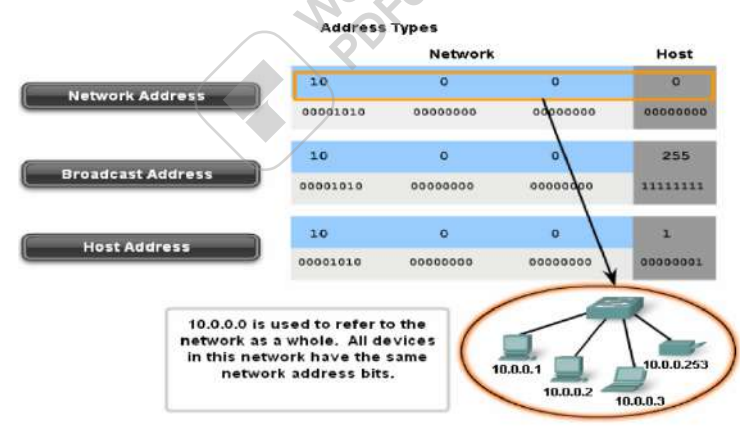 Address Types
Network Host
Network Address
10 0 0 0
00001010 00000000 00000000 00000000
Broadcast Address
10 0 0 255
00001010 00000000 00000000 11111111
Host Address
10 0 0 1
00001010 00000000 00000000 00000001
10.0.0.0 is used to refer to the
network as a whole. All devices
in this network have the same
network address bits.
10.0.0.1
10.0.0.2
10.0.0.3
10.0.0.253